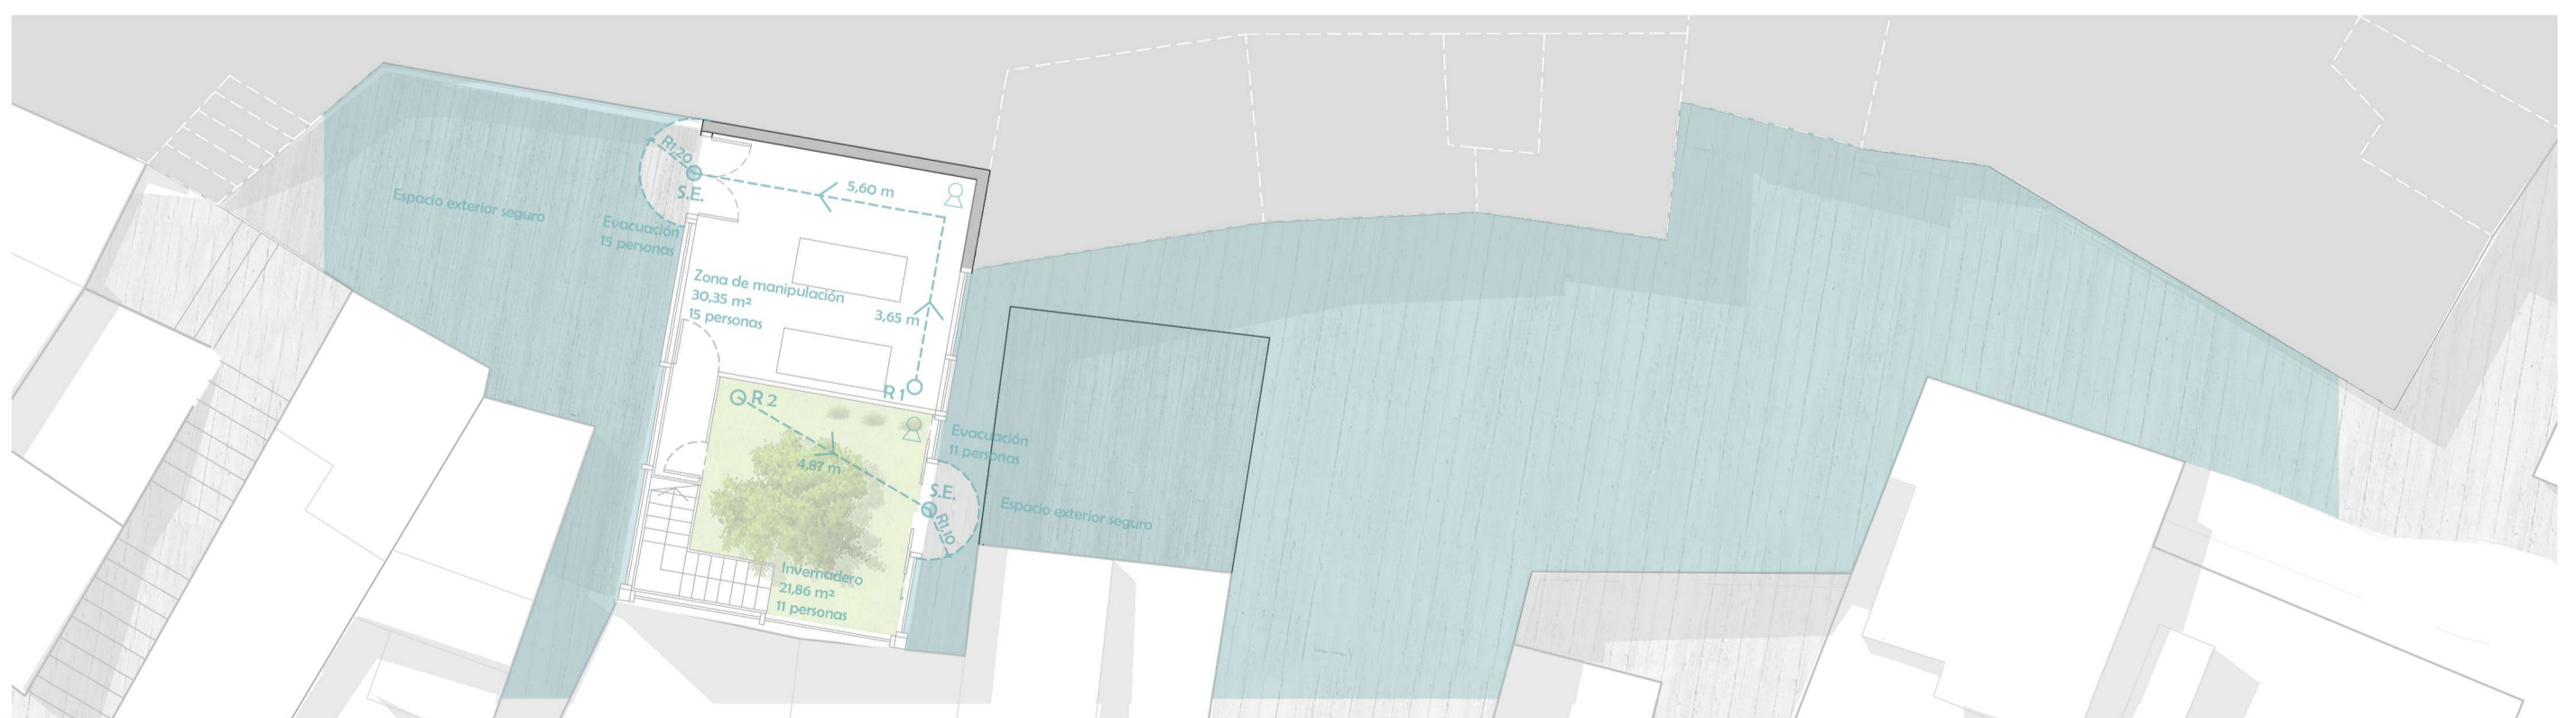 R1,20
S.E.
5,60 m
Espacio exterior seguro
Evacuación
15 personas
Zona de manipulación
30,35 m²
15 personas
3,65 m
R 1
R 2
4,87 m
Evacuación
11 personas
S.E.
R1,10
Espacio exterior seguro
Invernadero
21,86 m²
11 personas